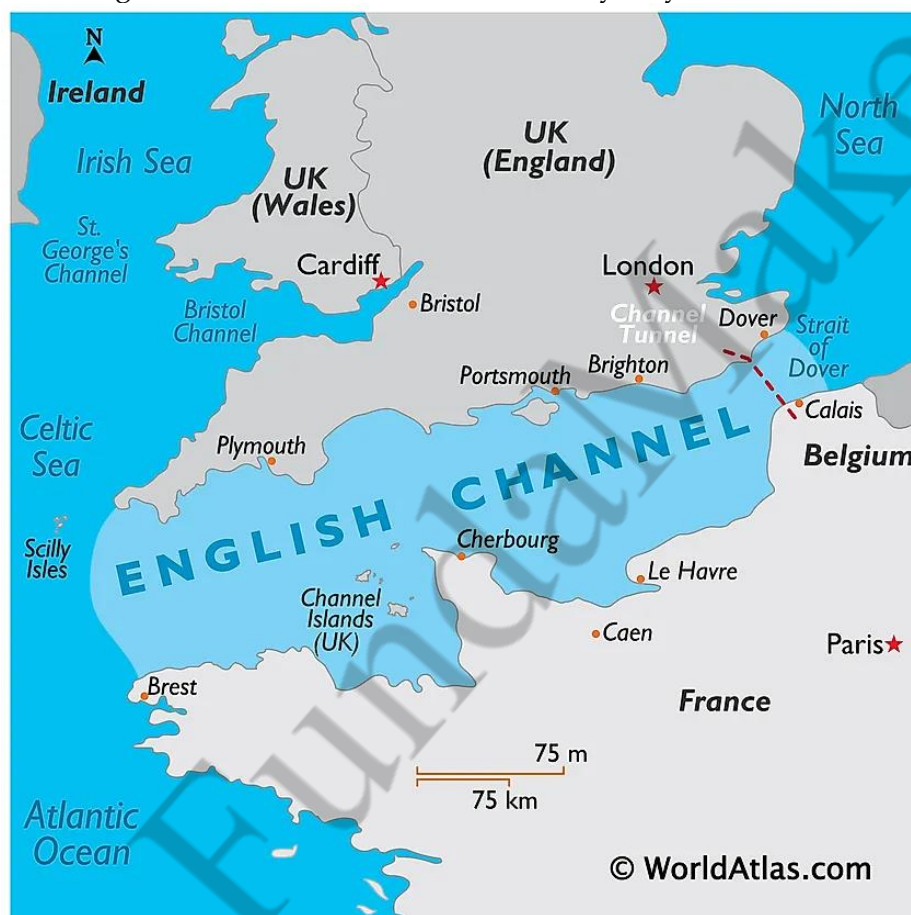 N
Ireland
Irish Sea
St.
George's
Channel
UK
(Wales)
UK
(England)
North
Sea
Cardiff
Bristol
Bristol
Channel
London
Channel
Tunnel
Dover
Strait
of
Dover
Portsmouth
Brighton
Calais
Plymouth
Celtic
Sea
Belgium
ENGLISH CHANNEL
Scilly
Isles
Cherbourg
Le Havre
Channel
Islands
(UK)
Caen
Paris
Brest
France
75 m
75 km
Atlantic
Ocean
© WorldAtlas.com
FundaMake